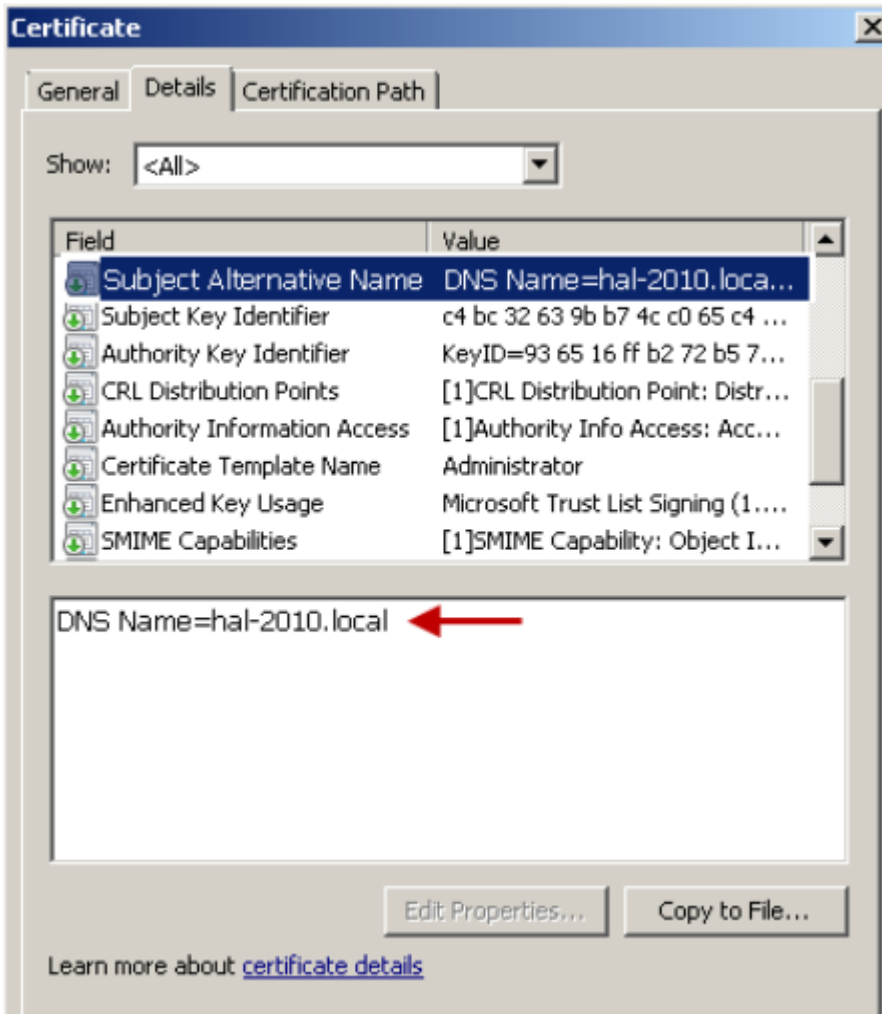 Certificate
General Details Certification Path
Show: <All>
Field Value
Subject Alternative Name DNS Name=hal-2010.loca...
Subject Key Identifier c4 bc 32 63 9b b7 4c c0 65 c4 ...
Authority Key Identifier KeyID=93 65 16 ff b2 72 b5 7...
CRL Distribution Points [1]CRL Distribution Point: Distr...
Authority Information Access [1]Authority Info Access: Acc...
Certificate Template Name Administrator
Enhanced Key Usage Microsoft Trust List Signing (1....
SMIME Capabilities [1]SMIME Capability: Object I...
DNS Name=hal-2010.local
Edit Properties... Copy to File...
Learn more about certificate details